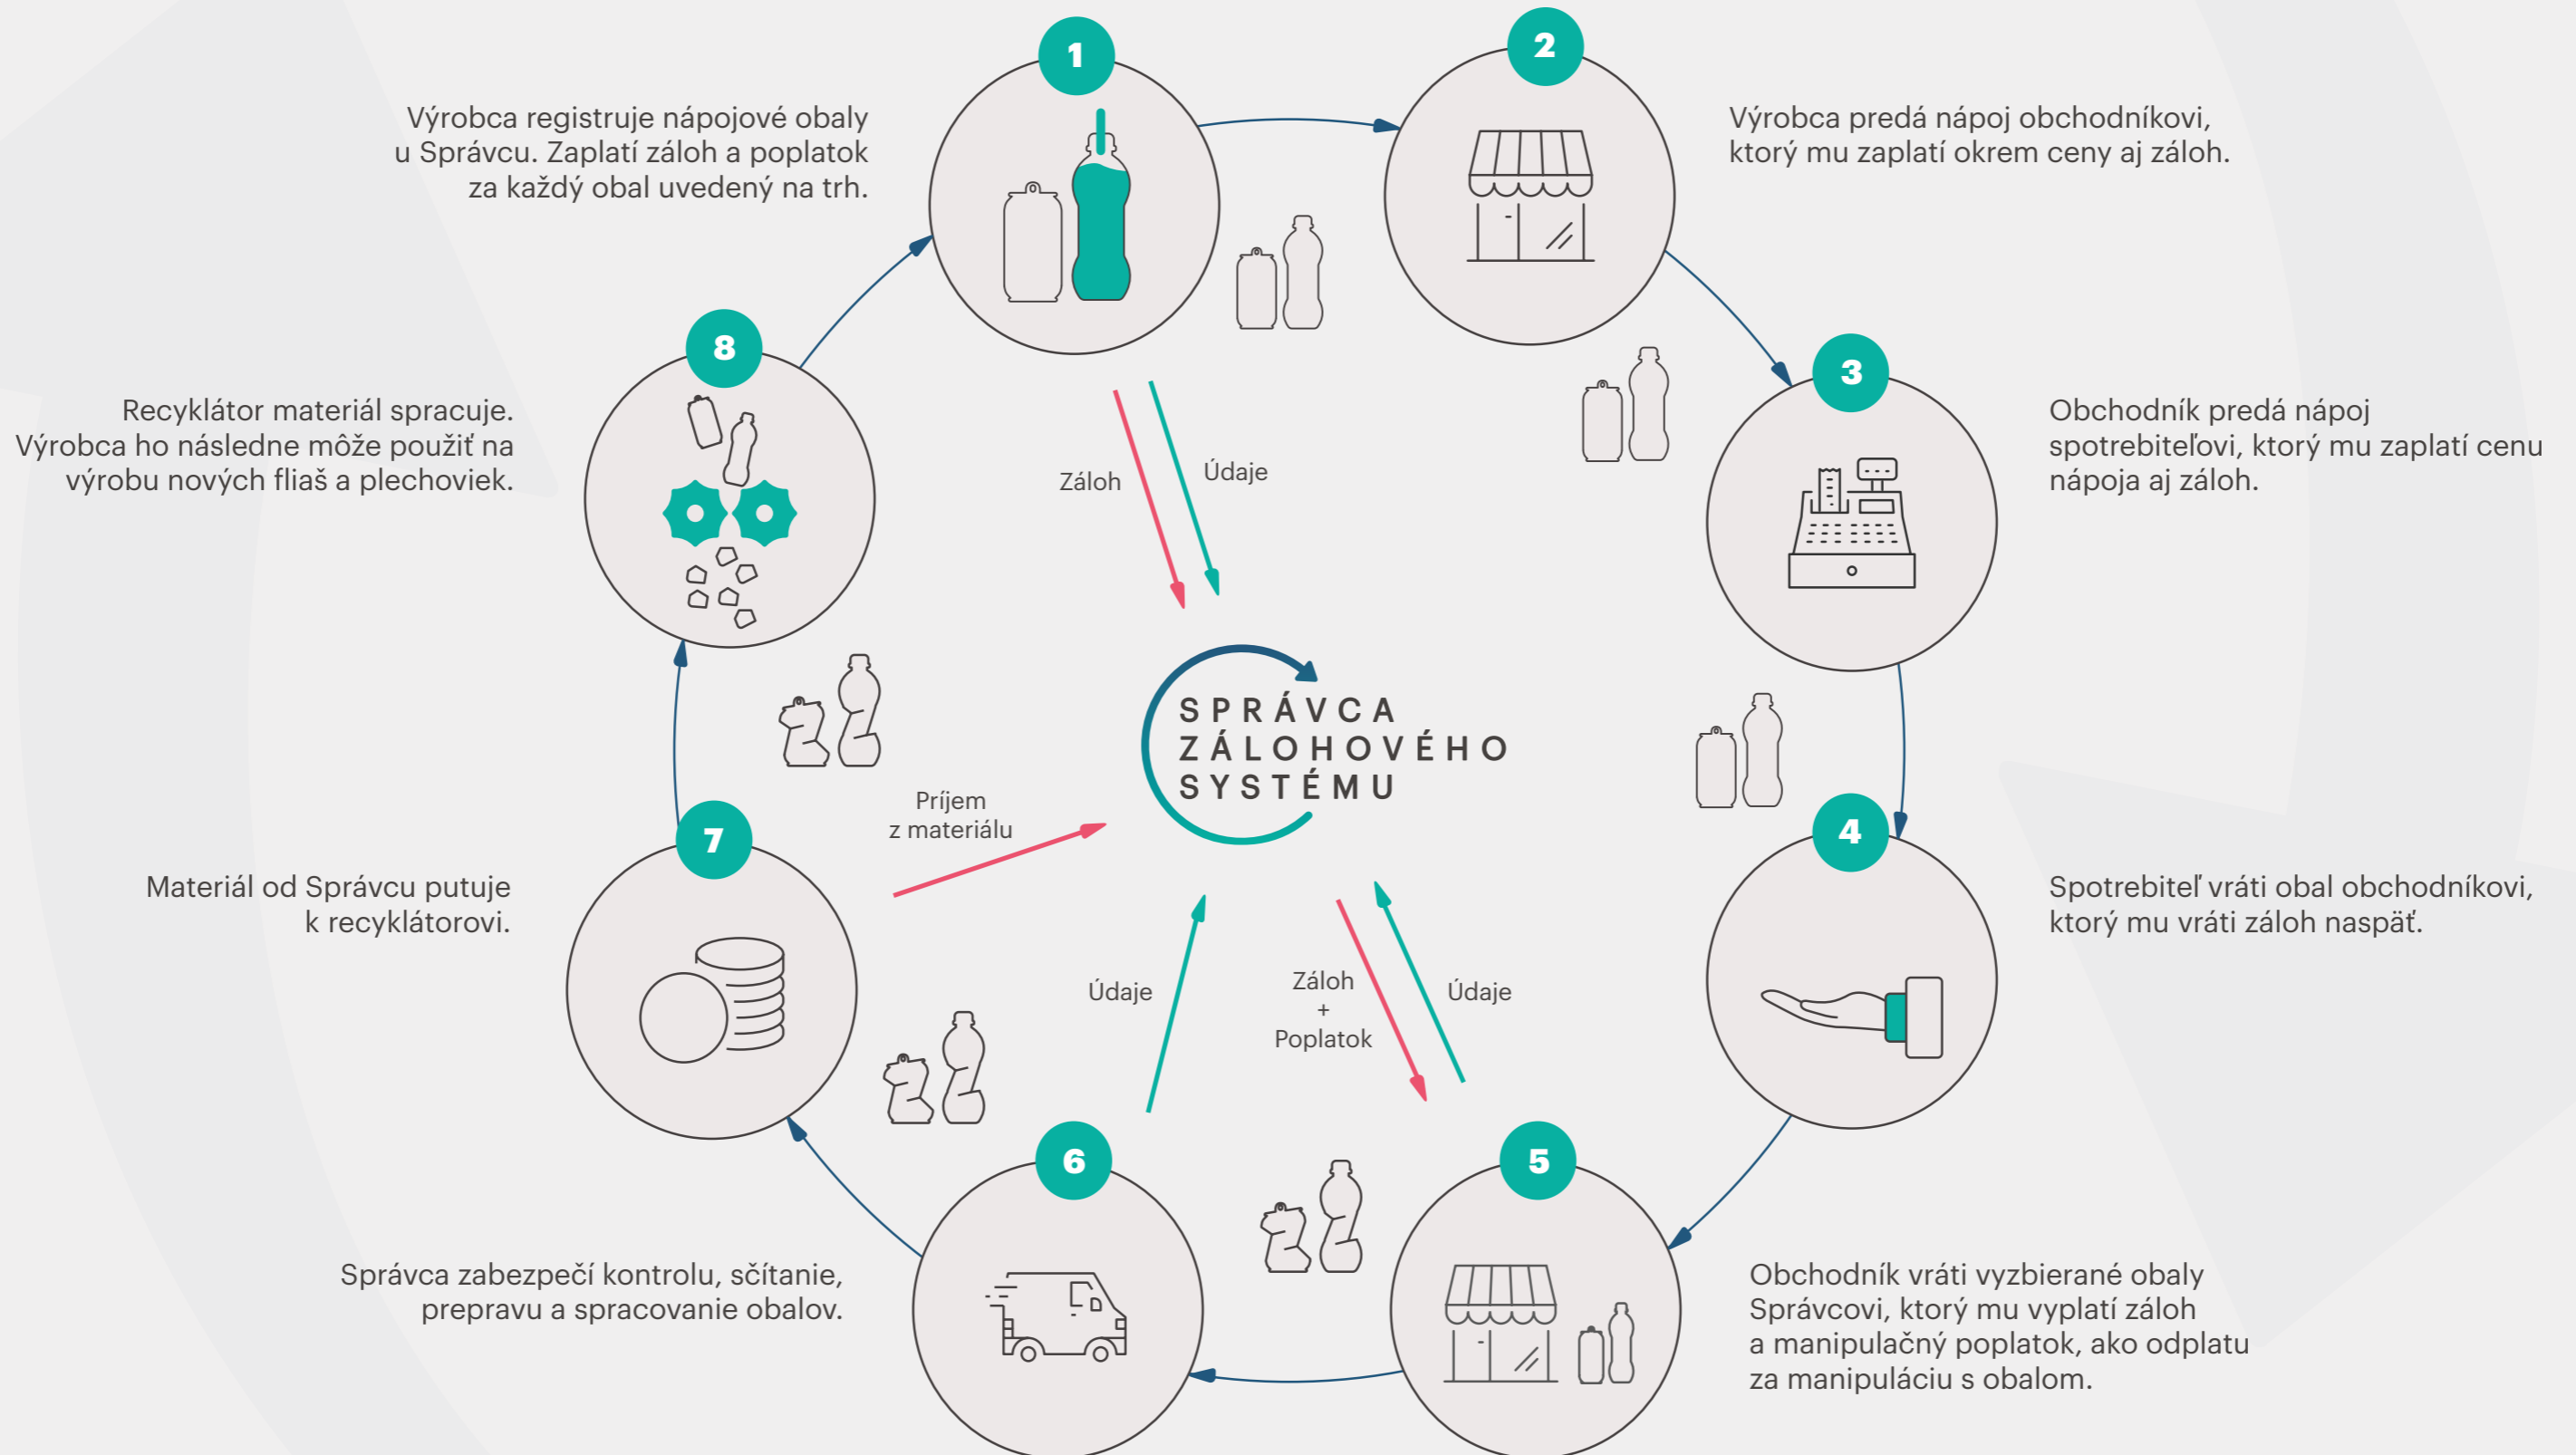 1
Výrobca registruje nápojové obaly
u Správcu. Zaplatí záloh a poplatok
za každý obal uvedený na trh.
2
Výrobca predá nápoj obchodníkovi,
ktorý mu zaplatí okrem ceny aj záloh.
3
Obchodník predá nápoj
spotrebiteľovi, ktorý mu zaplatí cenu
nápoja aj záloh.
4
Spotrebiteľ vráti obal obchodníkovi,
ktorý mu vráti záloh naspäť.
5
Obchodník vráti vyzbierané obaly
Správcovi, ktorý mu vyplatí záloh
a manipulačný poplatok, ako odplatu
za manipuláciu s obalom.
6
Správca zabezpečí kontrolu, sčítanie,
prepravu a spracovanie obalov.
7
Materiál od Správcu putuje
k recyklátorovi.
8
Recyklátor materiál spracuje.
Výrobca ho následne môže použiť na
výrobu nových fliaš a plechoviek.
Záloh
Údaje
SPRÁVCA
ZÁLOHOVÉHO
SYSTÉMU
Príjem
z materiálu
Údaje
Záloh
+
Poplatok
Údaje